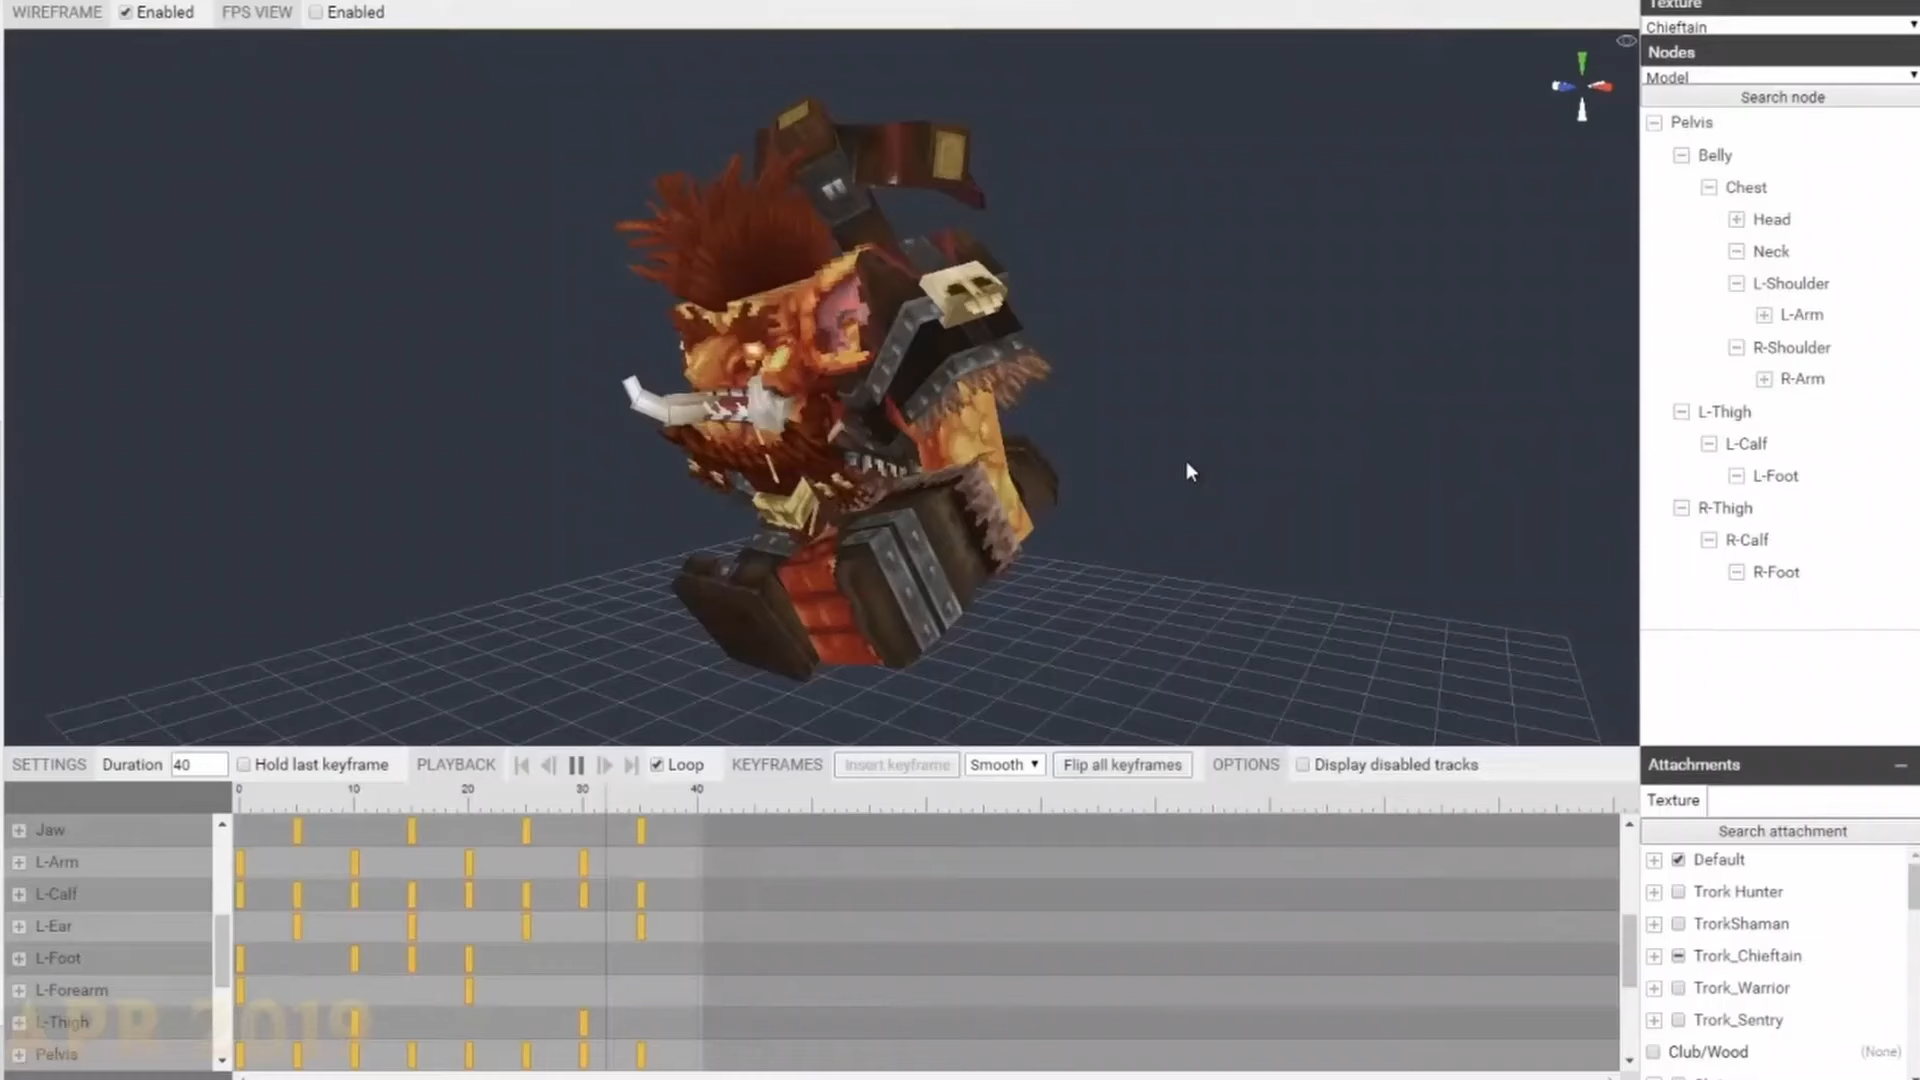 WIREFRAME Enabled FPS VIEW Enabled
Texture
Chieftain
Nodes
Model
Search node
Pelvis
Belly
Chest
Head
Neck
L-Shoulder
L-Arm
R-Shoulder
R-Arm
L-Thigh
L-Calf
L-Foot
R-Thigh
R-Calf
R-Foot
SETTINGS Duration 40 Hold last keyframe PLAYBACK Loop KEYFRAMES Insert keyframe Smooth Flip all keyframes OPTIONS Display disabled tracks
0 10 20 30 40
Jaw
L-Arm
L-Calf
L-Ear
L-Foot
L-Forearm
L-Thigh
Pelvis
APR 2019
Attachments
Texture
Search attachment
Default
Trork Hunter
TrorkShaman
Trork_Chieftain
Trork_Warrior
Trork_Sentry
Club/Wood (None)